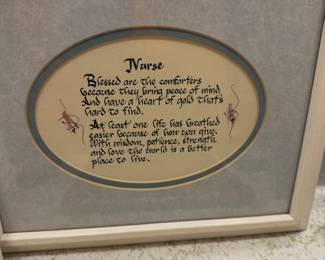 Nurse
Blessed are the comforters
because they bring peace of mind.
And have a heart of gold that's
hard to find.
At least one life has breathed
easier because of how you give.
With wisdom, patience, strength
and love the world is a better
place to live.